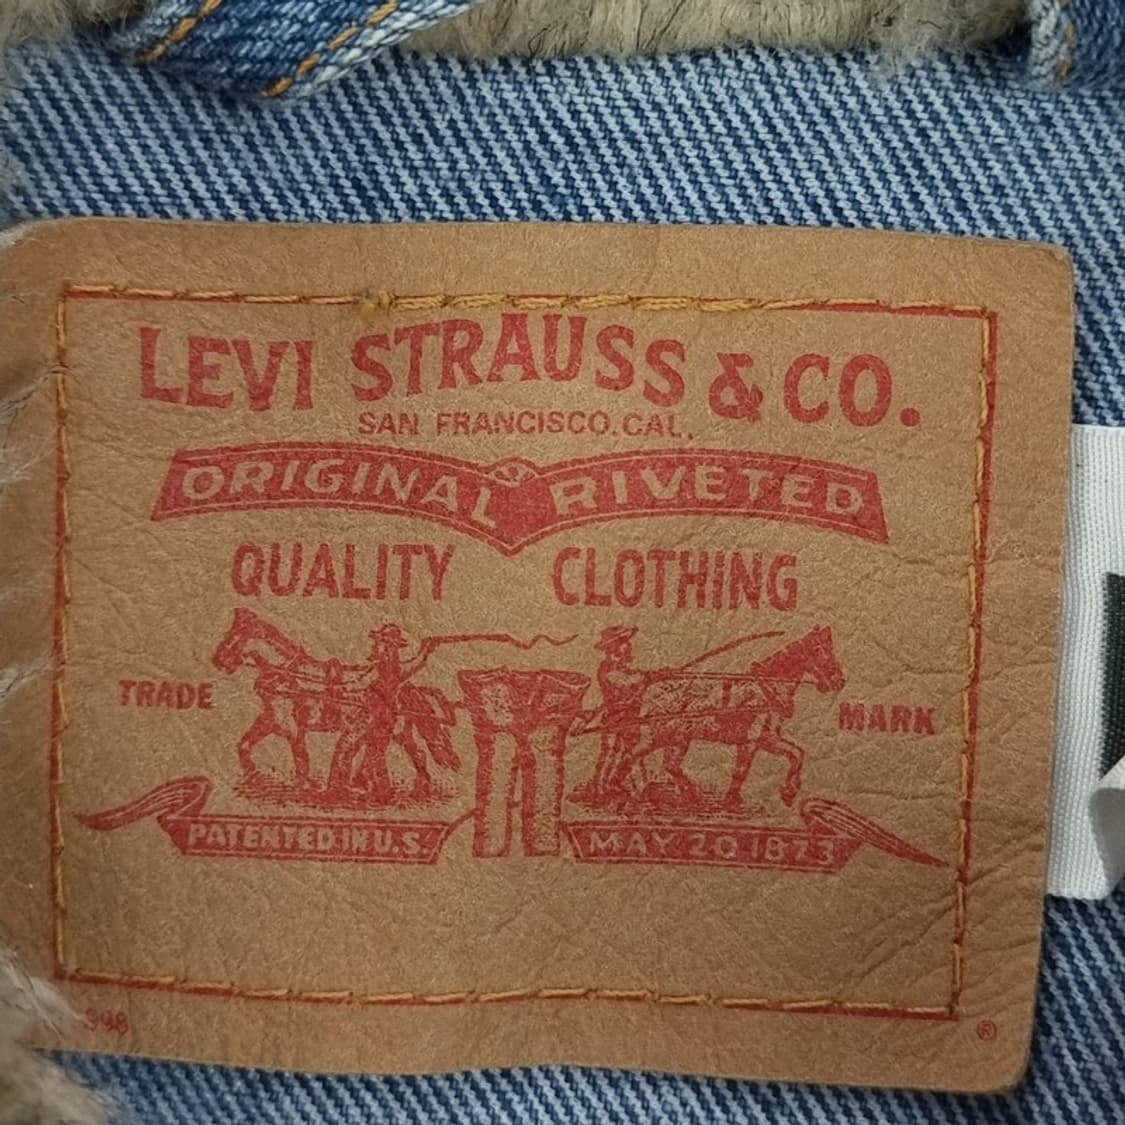 LEVI STRAUSS & CO.
SAN FRANCISCO, CAL.
ORIGINAL RIVETED
QUALITY CLOTHING
TRADE MARK
PATENTED IN U.S. MAY 20 1873
®